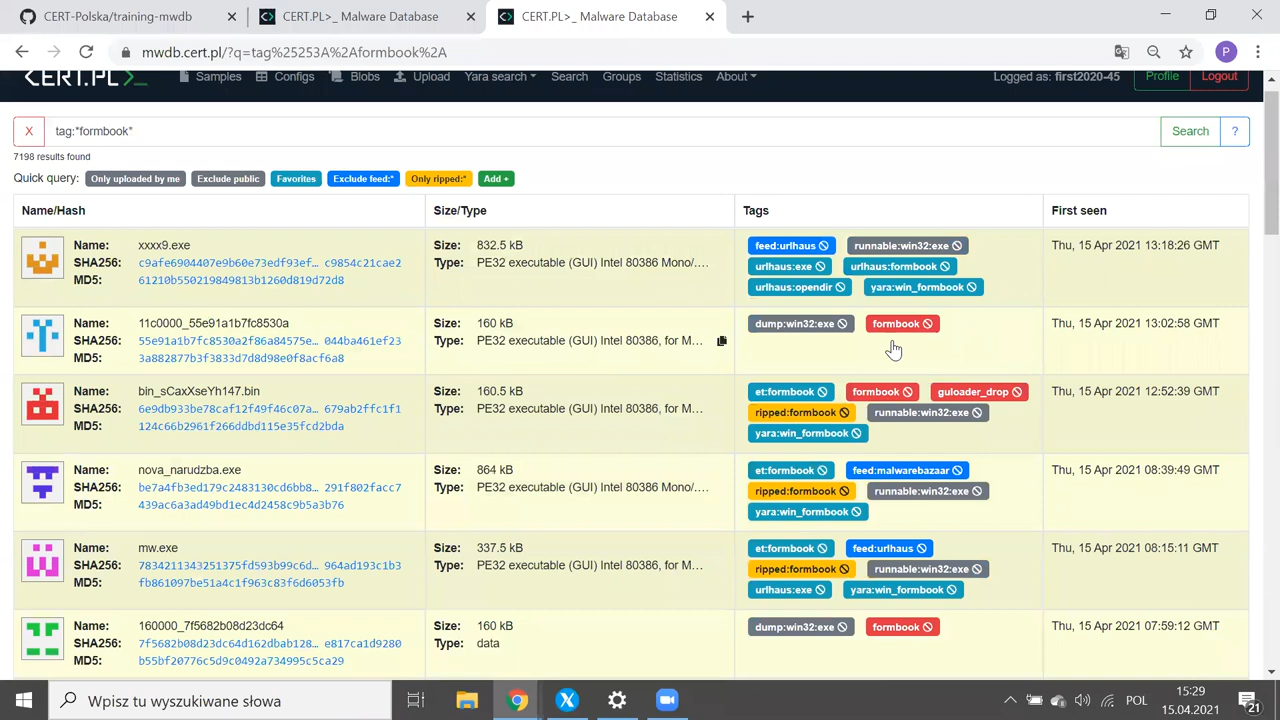 CERT-Polska/training-mwdb
CERT.PL>_ Malware Database
CERT.PL>_ Malware Database
mwdb.cert.pl/?q=tag%25253A%2Aformbook%2A
P
CERT.PL>_ Samples Configs Blobs Upload Yara search Search Groups Statistics About Logged as: first2020-45 Profile Logout
X tag:*formbook* Search ?
7198 results found
Quick query: Only uploaded by me Exclude public Favorites Exclude feed:* Only ripped:* Add +
Name/Hash Size/Type Tags First seen
Name: xxxx9.exe Size: 832.5 kB feed:urlhaus runnable:win32:exe Thu, 15 Apr 2021 13:18:26 GMT
SHA256: c9afe6904407e9b60e73edf93ef… c9854c21cae2 Type: PE32 executable (GUI) Intel 80386 Mono/.… urlhaus:exe urlhaus:formbook
MD5: 61210b550219849813b1260d819d72d8 urlhaus:opendir yara:win_formbook
Name: 11c0000_55e91a1b7fc8530a Size: 160 kB dump:win32:exe formbook Thu, 15 Apr 2021 13:02:58 GMT
SHA256: 55e91a1b7fc8530a2f86a84575e… 044ba461ef23 Type: PE32 executable (GUI) Intel 80386, for M…
MD5: 3a882877b3f3833d7d8d98e0f8acf6a8
Name: bin_sCaxXseYh147.bin Size: 160.5 kB et:formbook formbook guloader_drop Thu, 15 Apr 2021 12:52:39 GMT
SHA256: 6e9db933be78caf12f49f46c07a… 679ab2ffc1f1 Type: PE32 executable (GUI) Intel 80386, for M… ripped:formbook runnable:win32:exe
MD5: 124c66b2961f266ddbd115e35fcd2bda yara:win_formbook
Name: nova_narudzba.exe Size: 864 kB et:formbook feed:malwarebazaar Thu, 15 Apr 2021 08:39:49 GMT
SHA256: be7a4fb9ed179c2483130cd6bb8… 291f802facc7 Type: PE32 executable (GUI) Intel 80386 Mono/.… ripped:formbook runnable:win32:exe
MD5: 439ac6a3ad49bd1ec4d2458c9b5a3b76 yara:win_formbook
Name: mw.exe Size: 337.5 kB et:formbook feed:urlhaus Thu, 15 Apr 2021 08:15:11 GMT
SHA256: 7834211343251375fd593b99c6d… 964ad193c1b3 Type: PE32 executable (GUI) Intel 80386, for M… ripped:formbook runnable:win32:exe
MD5: fb861097be51a4c1f963c83f6d6053fb urlhaus:exe yara:win_formbook
Name: 160000_7f5682b08d23dc64 Size: 160 kB dump:win32:exe formbook Thu, 15 Apr 2021 07:59:12 GMT
SHA256: 7f5682b08d23dc64d162dbab128… e817ca1d9280 Type: data
MD5: b55bf20776c5d9c0492a734995c5ca29
Wpisz tu wyszukiwane słowa
POL
15:29
15.04.2021
21